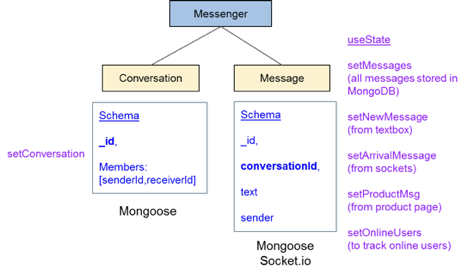 Messenger
Conversation
Message
Schema
_id,
Members:
[senderId,receiverId]
Mongoose
setConversation
Schema
_id,
conversationId,
text
sender
Mongoose
Socket.io
useState
setMessages
(all messages stored in
MongoDB)
setNewMessage
(from textbox)
setArrivalMessage
(from sockets)
setProductMsg
(from product page)
setOnlineUsers
(to track online users)